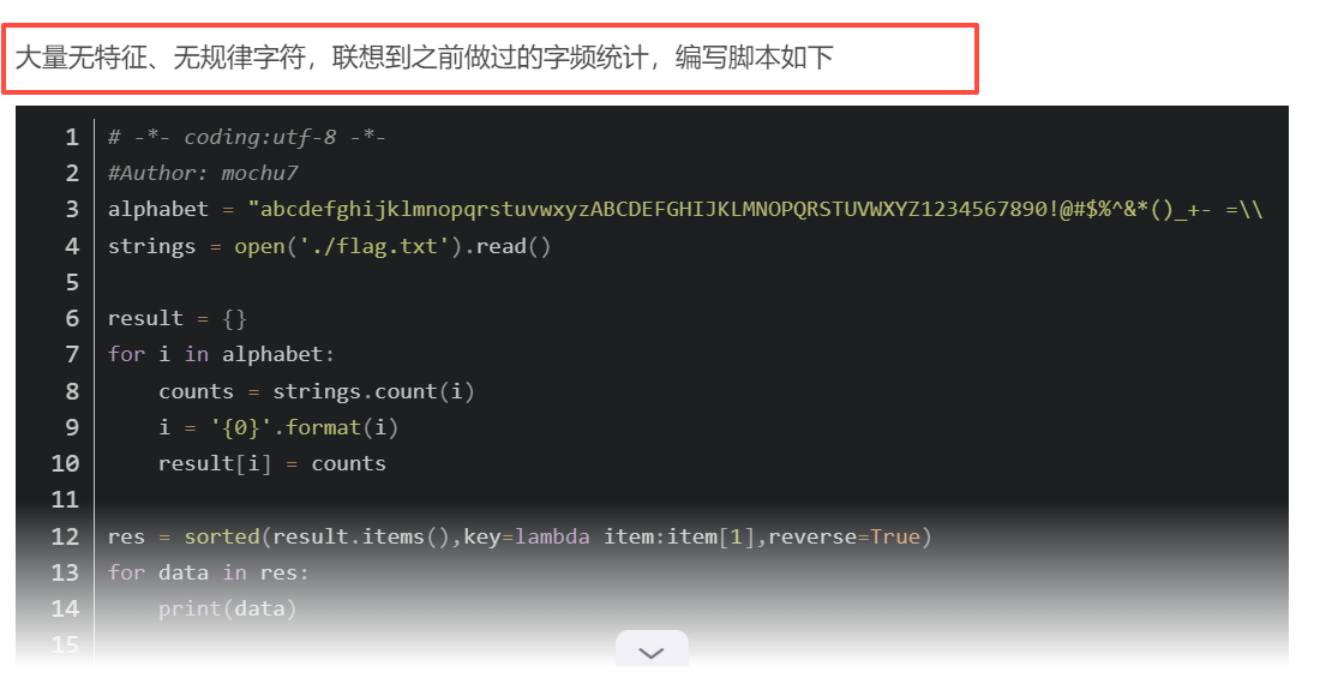 大量无特征、无规律字符，联想到之前做过的字频统计，编写脚本如下
1 # -*- coding:utf-8 -*-
2 #Author: mochu7
3 alphabet = "abcdefghijklmnopqrstuvwxyzABCDEFGHIJKLMNOPQRSTUVWXYZ1234567890!@#$%^&*()_+- =\\
4 strings = open('./flag.txt').read()
5
6 result = {}
7 for i in alphabet:
8     counts = strings.count(i)
9     i = '{0}'.format(i)
10     result[i] = counts
11
12 res = sorted(result.items(),key=lambda item:item[1],reverse=True)
13 for data in res:
14     print(data)
15